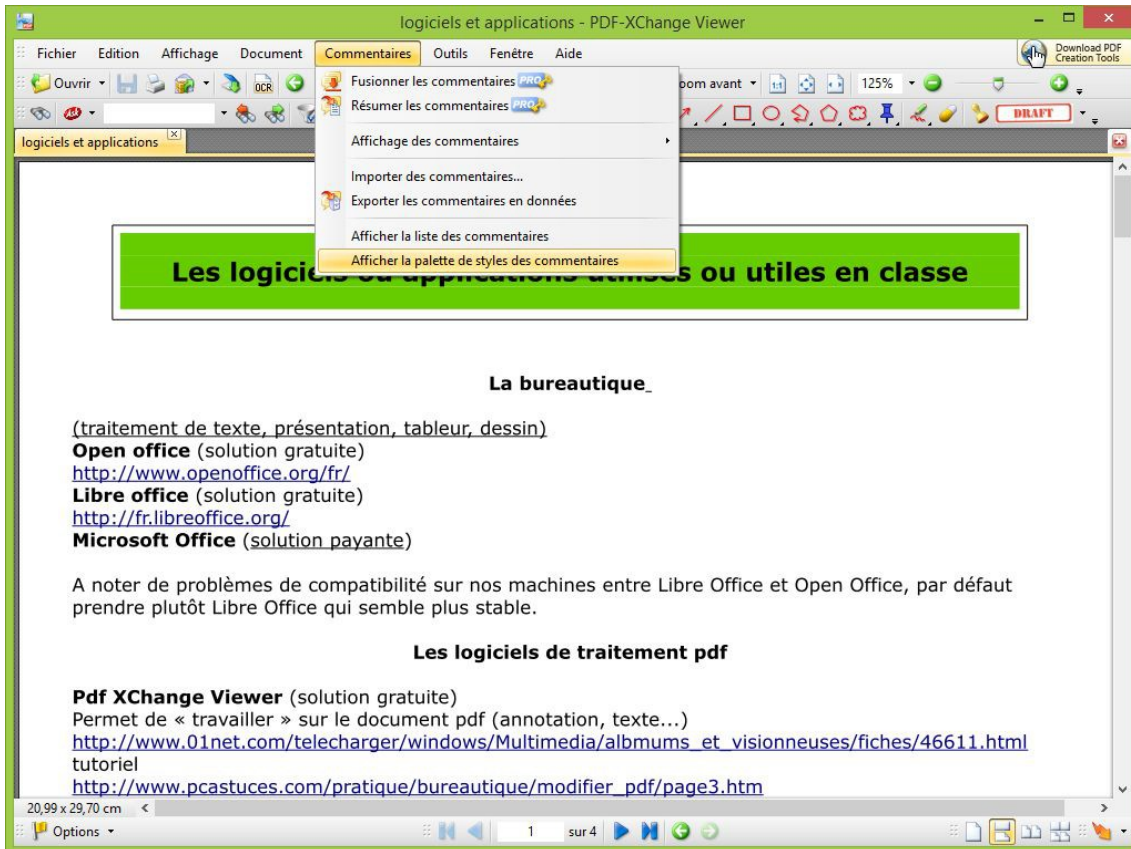 logiciels et applications - PDF-XChange Viewer
Fichier Edition Affichage Document Commentaires Outils Fenêtre Aide
Download PDF
Creation Tools
Ouvrir OCR
oom avant 1:1 125%
DRAFT
logiciels et applications
Fusionner les commentaires PRO
Résumer les commentaires PRO
Affichage des commentaires
Importer des commentaires...
Exporter les commentaires en données
Afficher la liste des commentaires
Afficher la palette de styles des commentaires
Les logiciels ou applications utilisés ou utiles en classe
La bureautique
(traitement de texte, présentation, tableur, dessin)
Open office (solution gratuite)
http://www.openoffice.org/fr/
Libre office (solution gratuite)
http://fr.libreoffice.org/
Microsoft Office (solution payante)
A noter de problèmes de compatibilité sur nos machines entre Libre Office et Open Office, par défaut
prendre plutôt Libre Office qui semble plus stable.
Les logiciels de traitement pdf
Pdf XChange Viewer (solution gratuite)
Permet de « travailler » sur le document pdf (annotation, texte...)
http://www.01net.com/telecharger/windows/Multimedia/albmums_et_visionneuses/fiches/46611.html
tutoriel
http://www.pcastuces.com/pratique/bureautique/modifier_pdf/page3.htm
20,99 x 29,70 cm
Options 1 sur 4